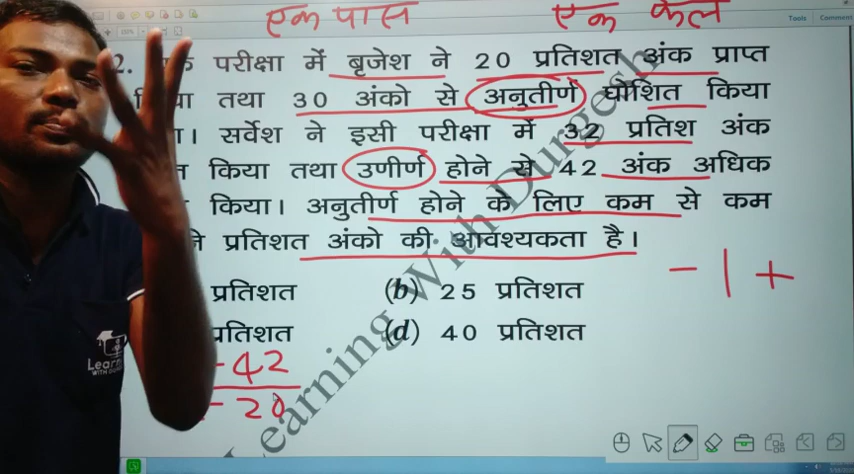 एक पास एक फेल
Tools Comment
2. परीक्षा में बृजेश ने 20 प्रतिशत अंक प्राप्त
तथा 30 अंको से अनुतीर्ण घोशित किया
। सर्वेश ने इसी परीक्षा में 32 प्रतिश अंक
किया तथा उणीर्ण होने से 42 अंक अधिक
किया। अनुतीर्ण होने के लिए कम से कम
प्रतिशत अंको की आवश्यकता है।
- | +
प्रतिशत (b) 25 प्रतिशत
प्रतिशत (d) 40 प्रतिशत
-42
-20
Learning With Durgesh
Learn
WITH